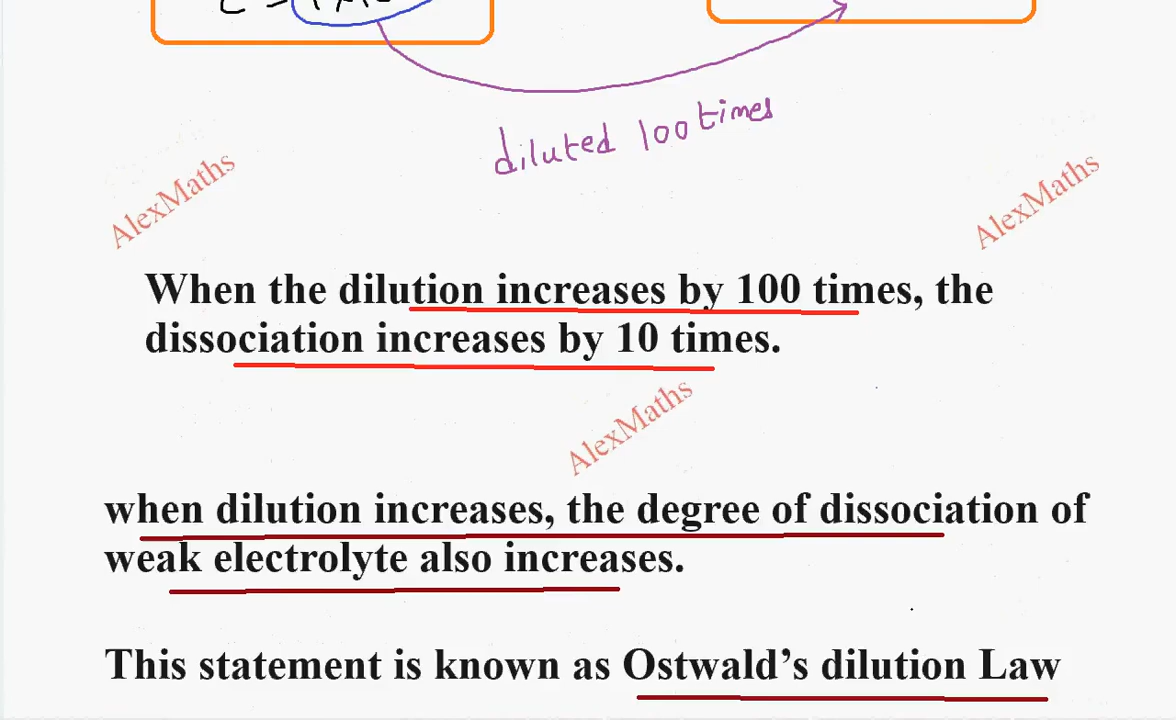 diluted 100 times
AlexMaths
AlexMaths
When the dilution increases by 100 times, the
dissociation increases by 10 times.
AlexMaths
when dilution increases, the degree of dissociation of
weak electrolyte also increases.
This statement is known as Ostwald’s dilution Law